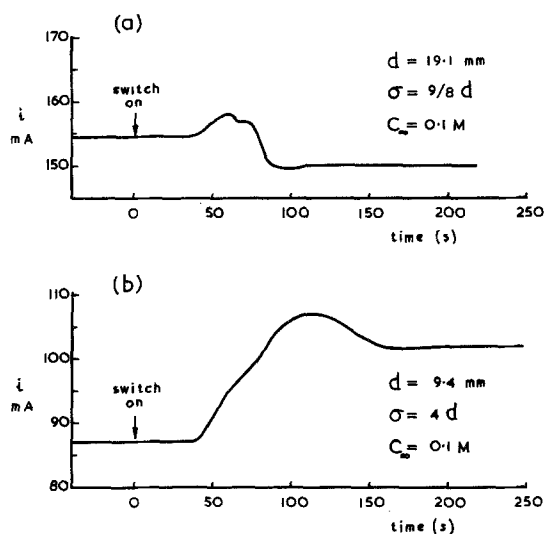 (a)
170
160
150
i
mA
switch
on
d = 19·1 mm
σ = 9/8 d
C∞ = 0·1 M
0 50 100 150 200 250
time (s)
(b)
110
100
90
80
i
mA
switch
on
d = 9·4 mm
σ = 4 d
C∞ = 0·1 M
0 50 100 150 200 250
time (s)